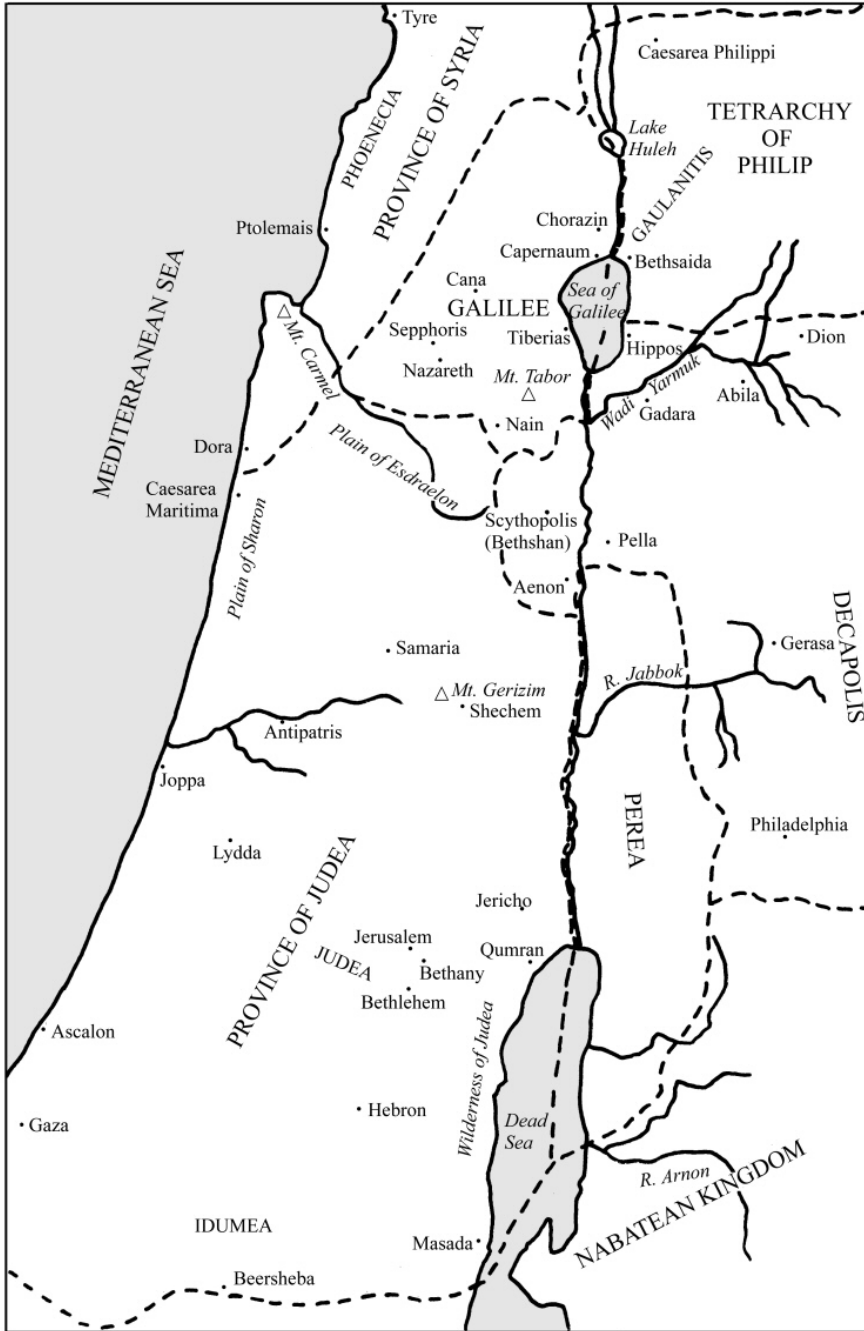 Tyre
Caesarea Philippi
PROVINCE OF SYRIA
PHOENECIA
TETRARCHY
OF
PHILIP
Lake
Huleh
GAULANITIS
Chorazin
Ptolemais
Capernaum
Bethsaida
MEDITERRANEAN SEA
Cana
Sea of
Galilee
GALILEE
Mt. Carmel
Sepphoris
Tiberias
Hippos
Dion
Nazareth
Mt. Tabor
Wadi Yarmuk
Abila
Gadara
Nain
Dora
Plain of Esdraelon
Caesarea
Maritima
Plain of Sharon
Scythopolis
(Bethshan)
Pella
Aenon
DECAPOLIS
Samaria
Gerasa
R. Jabbok
Mt. Gerizim
Shechem
Antipatris
Joppa
PEREA
Philadelphia
Lydda
PROVINCE OF JUDEA
Jericho
Jerusalem
JUDEA
Qumran
Bethany
Bethlehem
Ascalon
Wilderness of Judea
Hebron
Gaza
Dead
Sea
R. Arnon
NABATEAN KINGDOM
IDUMEA
Masada
Beersheba